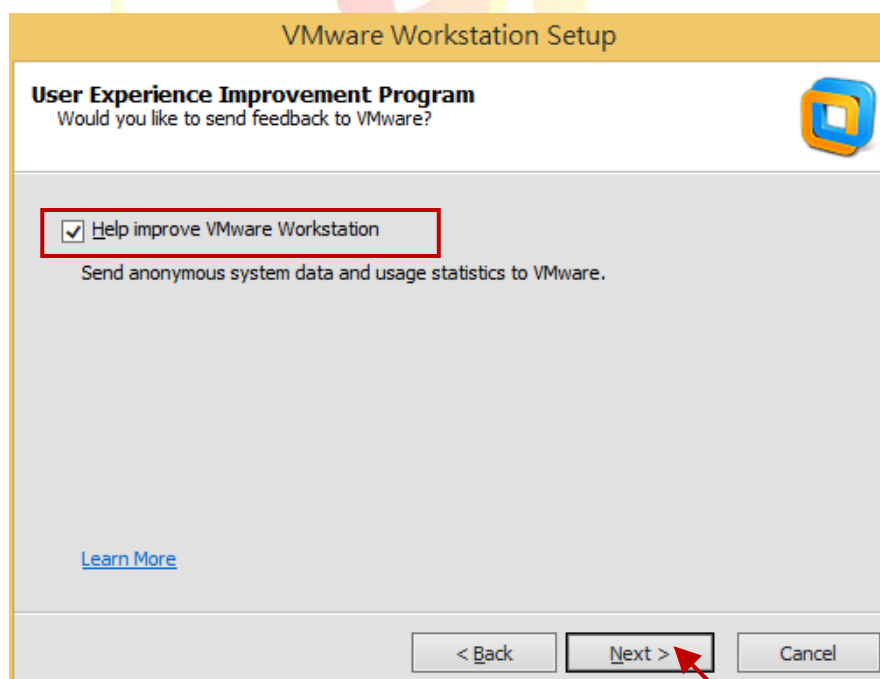 VMware Workstation Setup
User Experience Improvement Program
Would you like to send feedback to VMware?
Help improve VMware Workstation
Send anonymous system data and usage statistics to VMware.
Learn More
< Back Next > Cancel